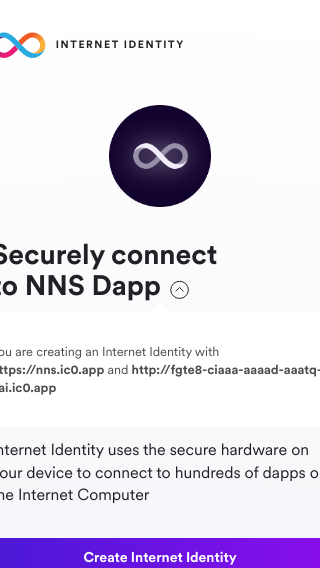 INTERNET IDENTITY
Securely connect
to NNS Dapp
ou are creating an Internet Identity with
ttps://nns.ic0.app and http://fgte8-ciaaa-aaaad-aaatq-
ai.ic0.app
nternet Identity uses the secure hardware on
our device to connect to hundreds of dapps o
he Internet Computer
Create Internet Identity